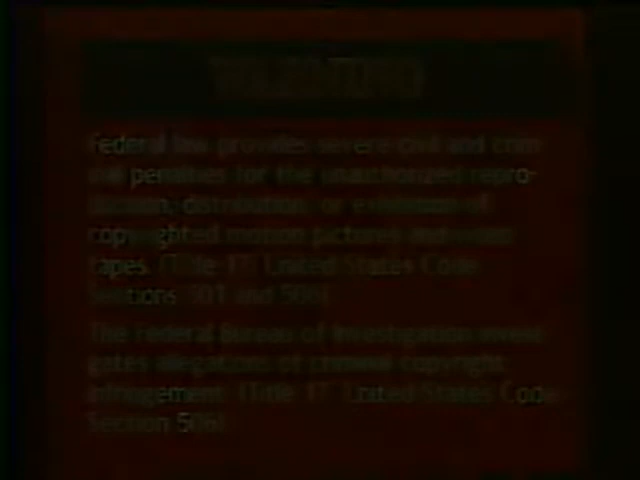 Federal law provides severe civil and crim-
inal penalties for the unauthorized repro-
duction, distribution, or exhibition of
copyrighted motion pictures and video
tapes (Title 17 United States Code
Sections 501 and 506).
The Federal Bureau of Investigation investi-
gates allegations of criminal copyright
infringement (Title 17 United States Code
Section 506).